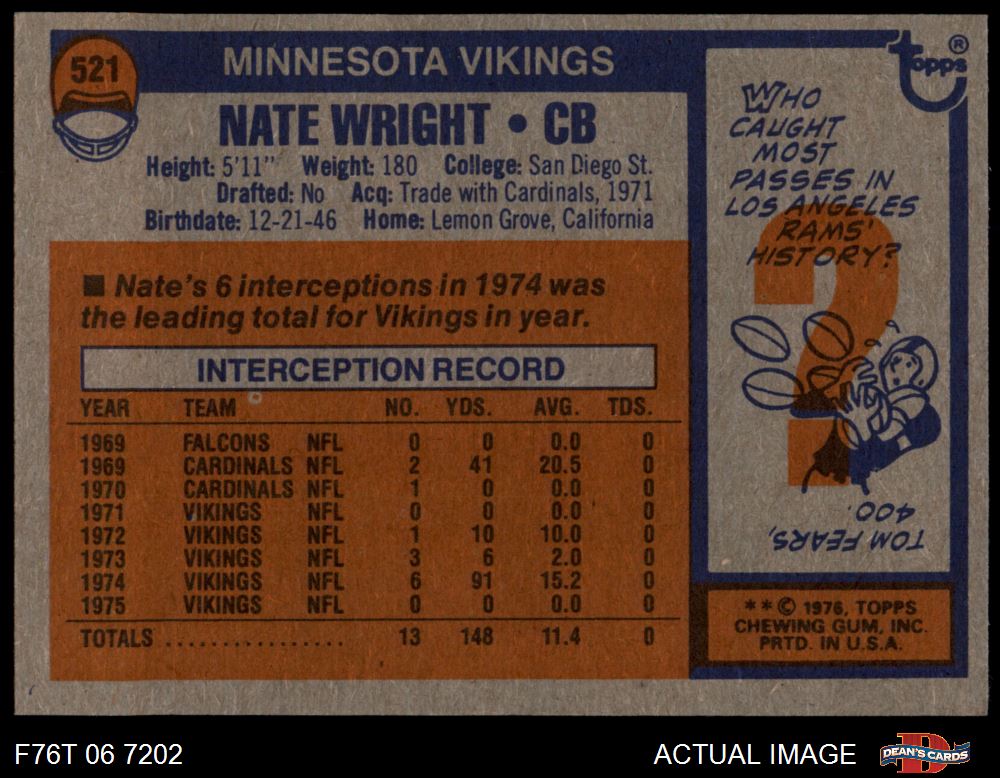 521
MINNESOTA VIKINGS
NATE WRIGHT • CB
Height: 5'11" Weight: 180 College: San Diego St.
Drafted: No Acq: Trade with Cardinals, 1971
Birthdate: 12-21-46 Home: Lemon Grove, California
■ Nate's 6 interceptions in 1974 was
the leading total for Vikings in year.
INTERCEPTION RECORD
YEAR TEAM NO. YDS. AVG. TDS.
1969 FALCONS NFL 0 0 0.0 0
1969 CARDINALS NFL 2 41 20.5 0
1970 CARDINALS NFL 1 0 0.0 0
1971 VIKINGS NFL 0 0 0.0 0
1972 VIKINGS NFL 1 10 10.0 0
1973 VIKINGS NFL 3 6 2.0 0
1974 VIKINGS NFL 6 91 15.2 0
1975 VIKINGS NFL 0 0 0.0 0
TOTALS .................. 13 148 11.4 0
topps ®
WHO
CAUGHT
MOST
PASSES IN
LOS ANGELES
RAMS'
HISTORY?
?
TOM FEARS,
400.
** © 1976, TOPPS
CHEWING GUM, INC.
PRTD. IN U.S.A.
F76T 06 7202
ACTUAL IMAGE
D
DEAN'S CARDS